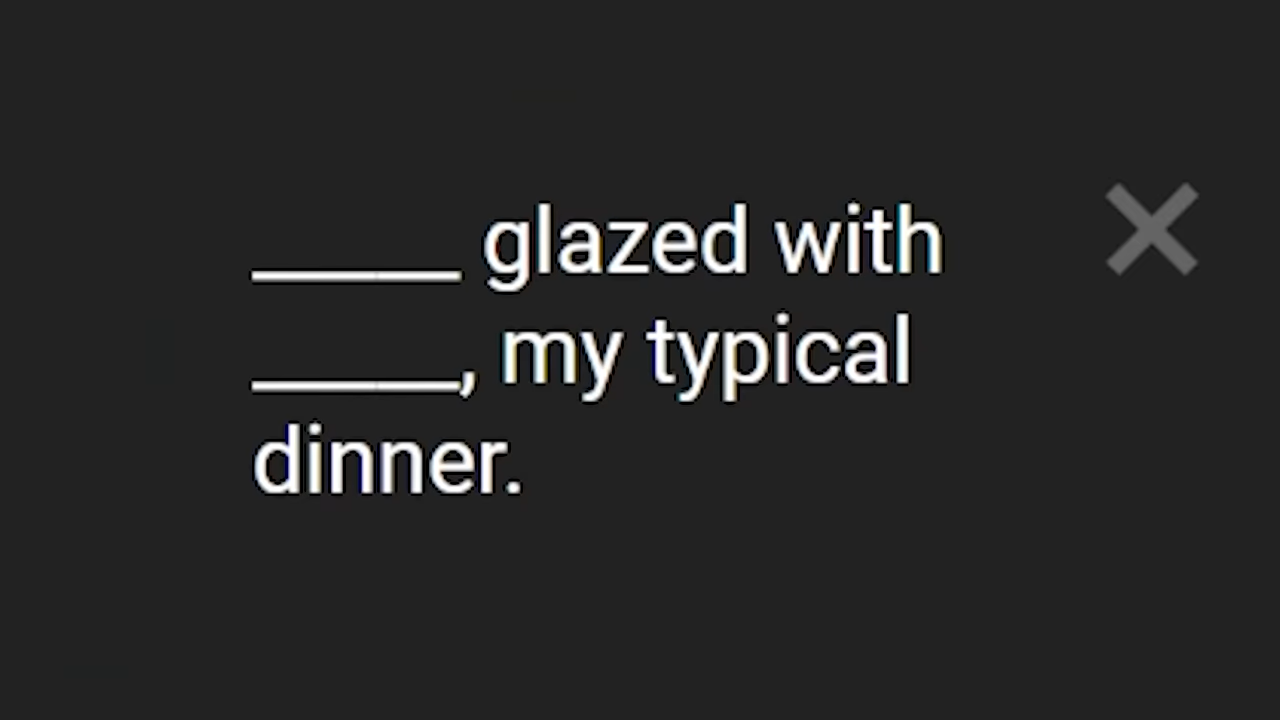 _____ glazed with
_____, my typical
dinner.